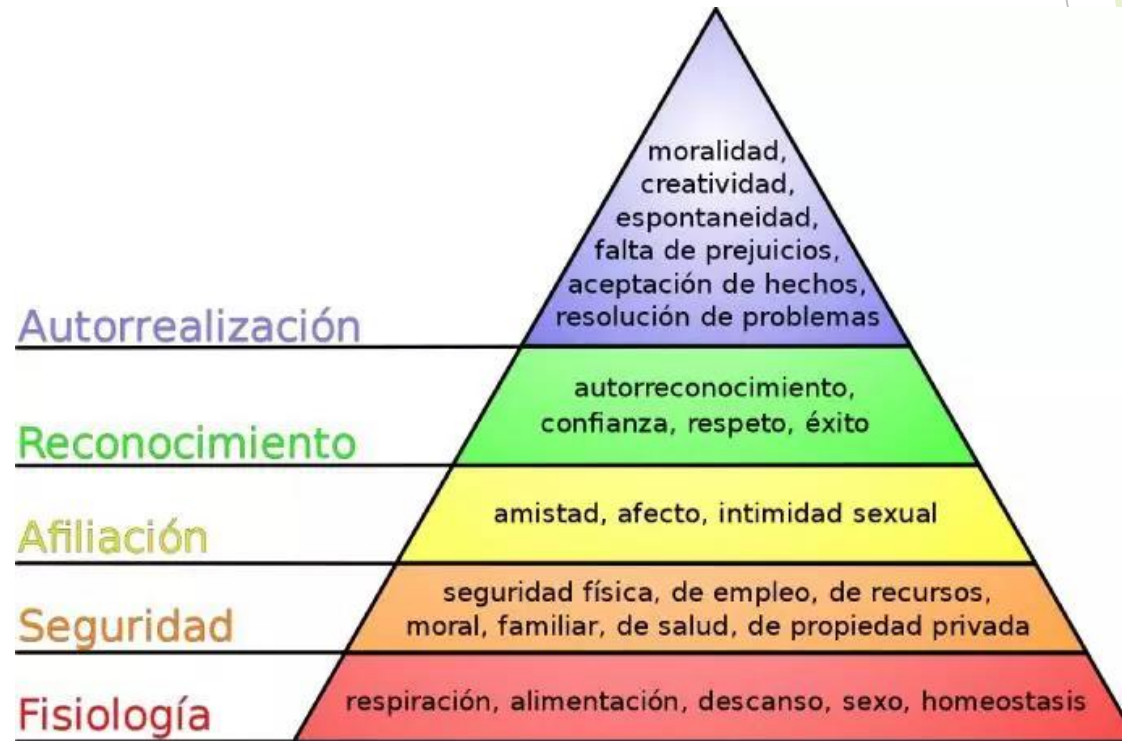 moralidad,
creatividad,
espontaneidad,
falta de prejuicios,
aceptación de hechos,
resolución de problemas
Autorrealización
autorreconocimiento,
confianza, respeto, éxito
Reconocimiento
amistad, afecto, intimidad sexual
Afiliación
seguridad física, de empleo, de recursos,
moral, familiar, de salud, de propiedad privada
Seguridad
respiración, alimentación, descanso, sexo, homeostasis
Fisiología